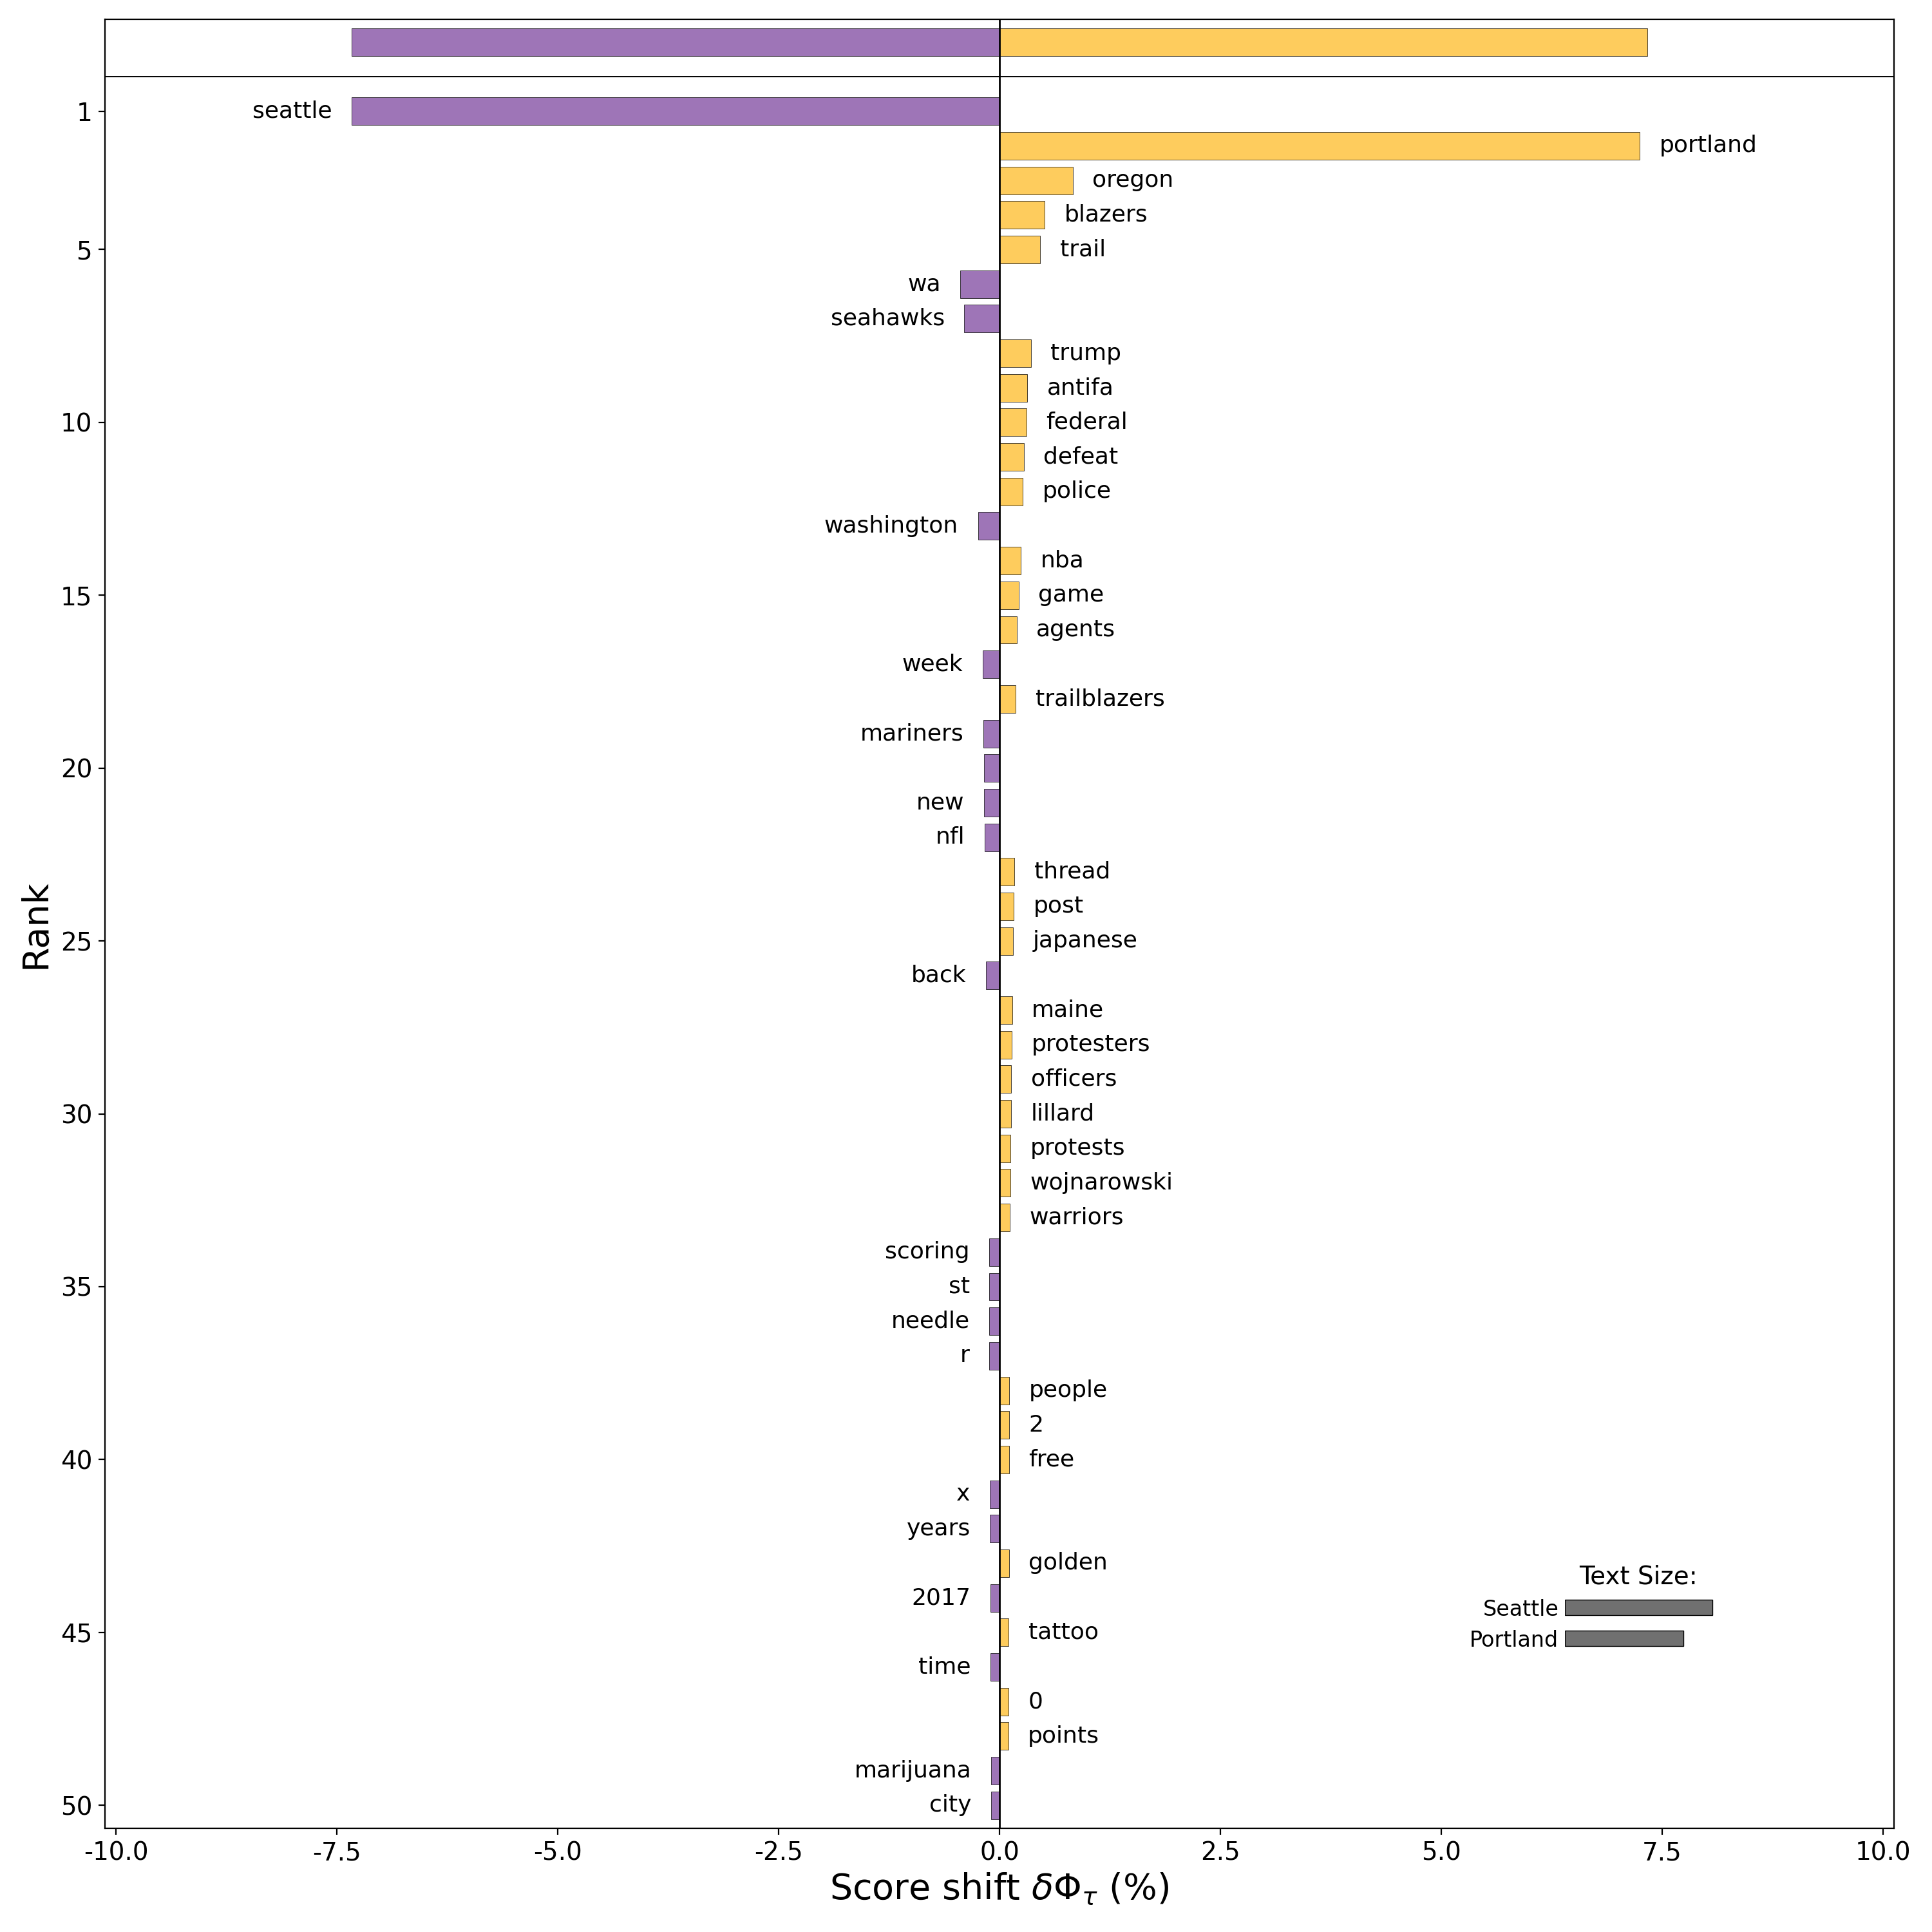 seattle
portland
oregon
blazers
trail
wa
seahawks
trump
antifa
federal
defeat
police
washington
nba
game
agents
week
trailblazers
mariners
new
nfl
thread
post
japanese
back
maine
protesters
officers
lillard
protests
wojnarowski
warriors
scoring
st
needle
r
people
2
free
x
years
golden
2017
tattoo
time
0
points
marijuana
city
1
5
10
15
20
25
30
35
40
45
50
Rank
Text Size:
Seattle
Portland
-10.0 -7.5 -5.0 -2.5 0.0 2.5 5.0 7.5 10.0
Score shift δΦτ (%)